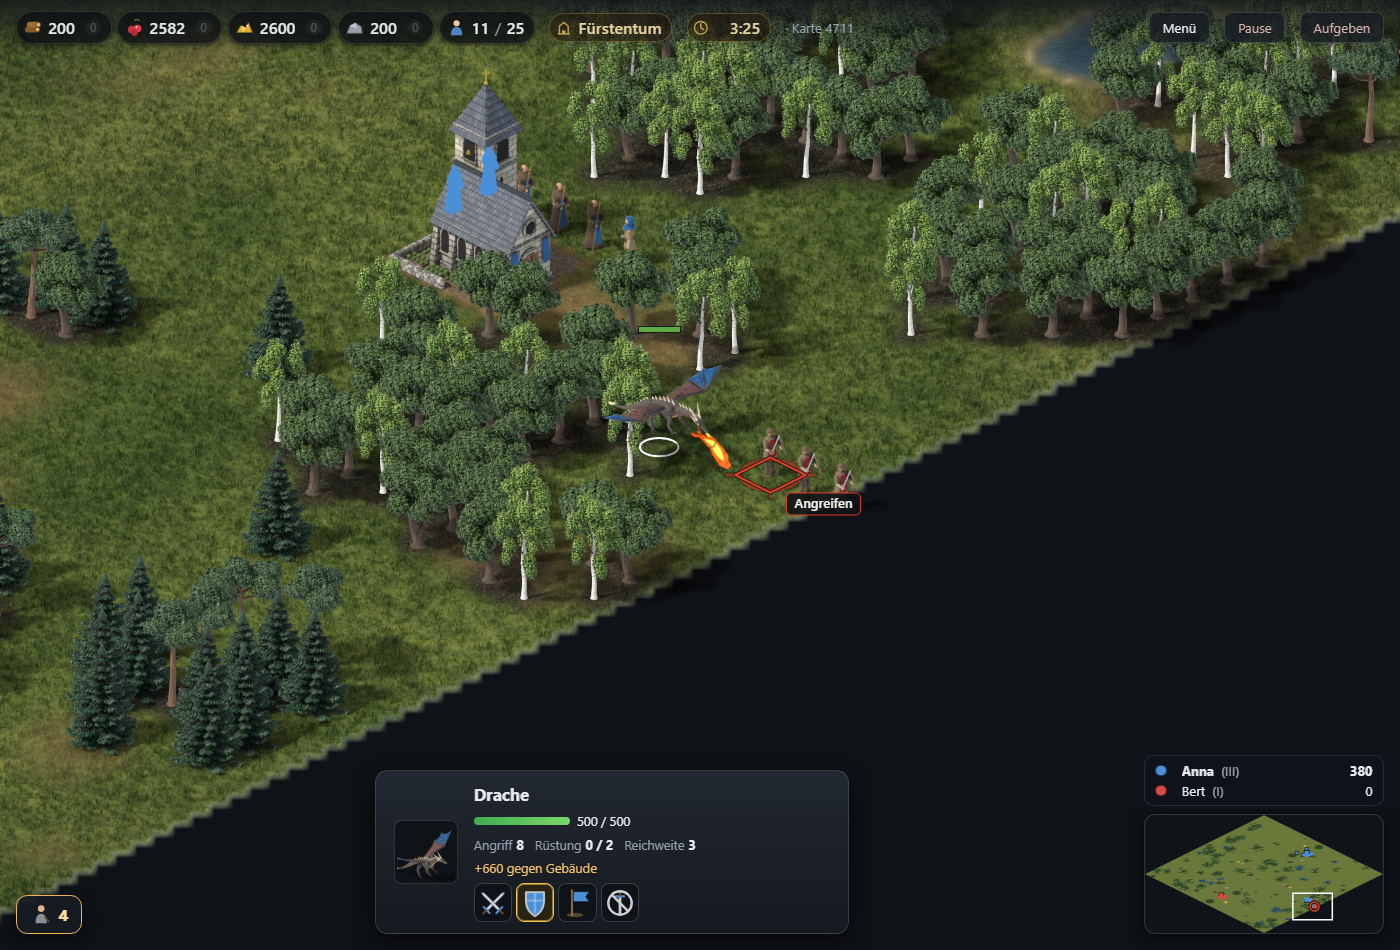 200 0 2582 0 2600 0 200 0 11 / 25 Fürstentum 3:25 · Karte 4711 Menü Pause Aufgeben
Angreifen
Drache
500 / 500
Angriff 8 Rüstung 0 / 2 Reichweite 3
+660 gegen Gebäude
Anna (III) 380
Bert (I) 0
4